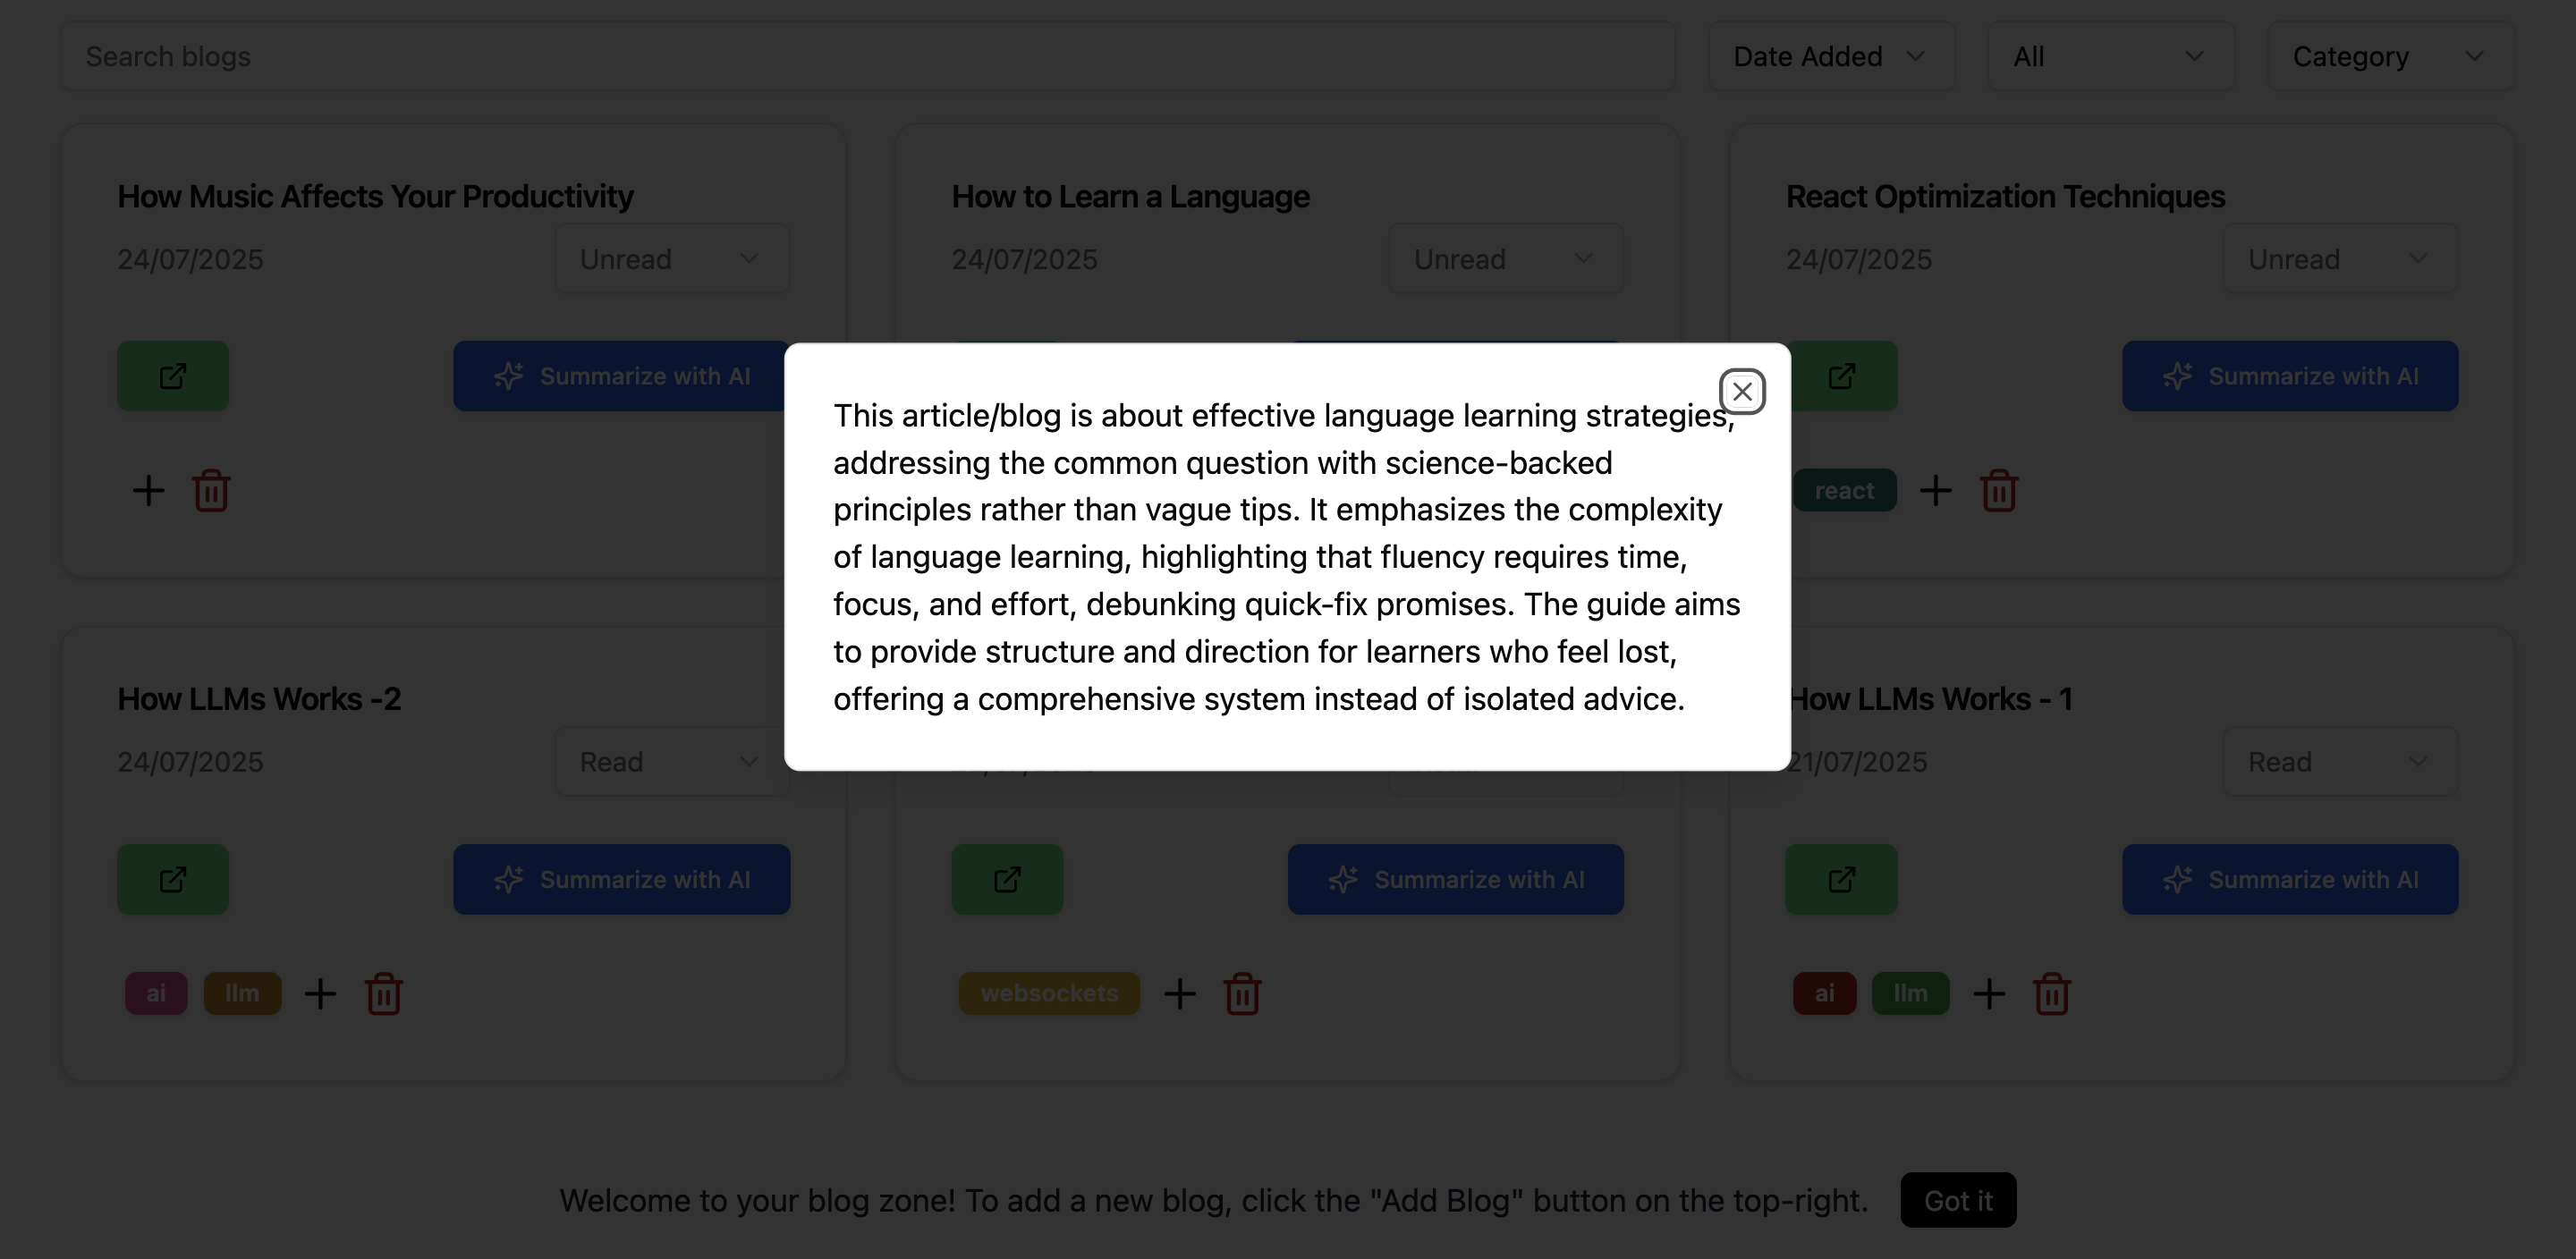 Search blogs
Date Added
All
Category
How Music Affects Your Productivity
24/07/2025
Unread
Summarize with AI
How to Learn a Language
24/07/2025
Unread
React Optimization Techniques
24/07/2025
Unread
Summarize with AI
react
This article/blog is about effective language learning strategies,
addressing the common question with science-backed
principles rather than vague tips. It emphasizes the complexity
of language learning, highlighting that fluency requires time,
focus, and effort, debunking quick-fix promises. The guide aims
to provide structure and direction for learners who feel lost,
offering a comprehensive system instead of isolated advice.
How LLMs Works -2
24/07/2025
Read
Summarize with AI
ai
llm
Summarize with AI
websockets
How LLMs Works - 1
21/07/2025
Read
Summarize with AI
ai
llm
Welcome to your blog zone! To add a new blog, click the "Add Blog" button on the top-right.
Got it